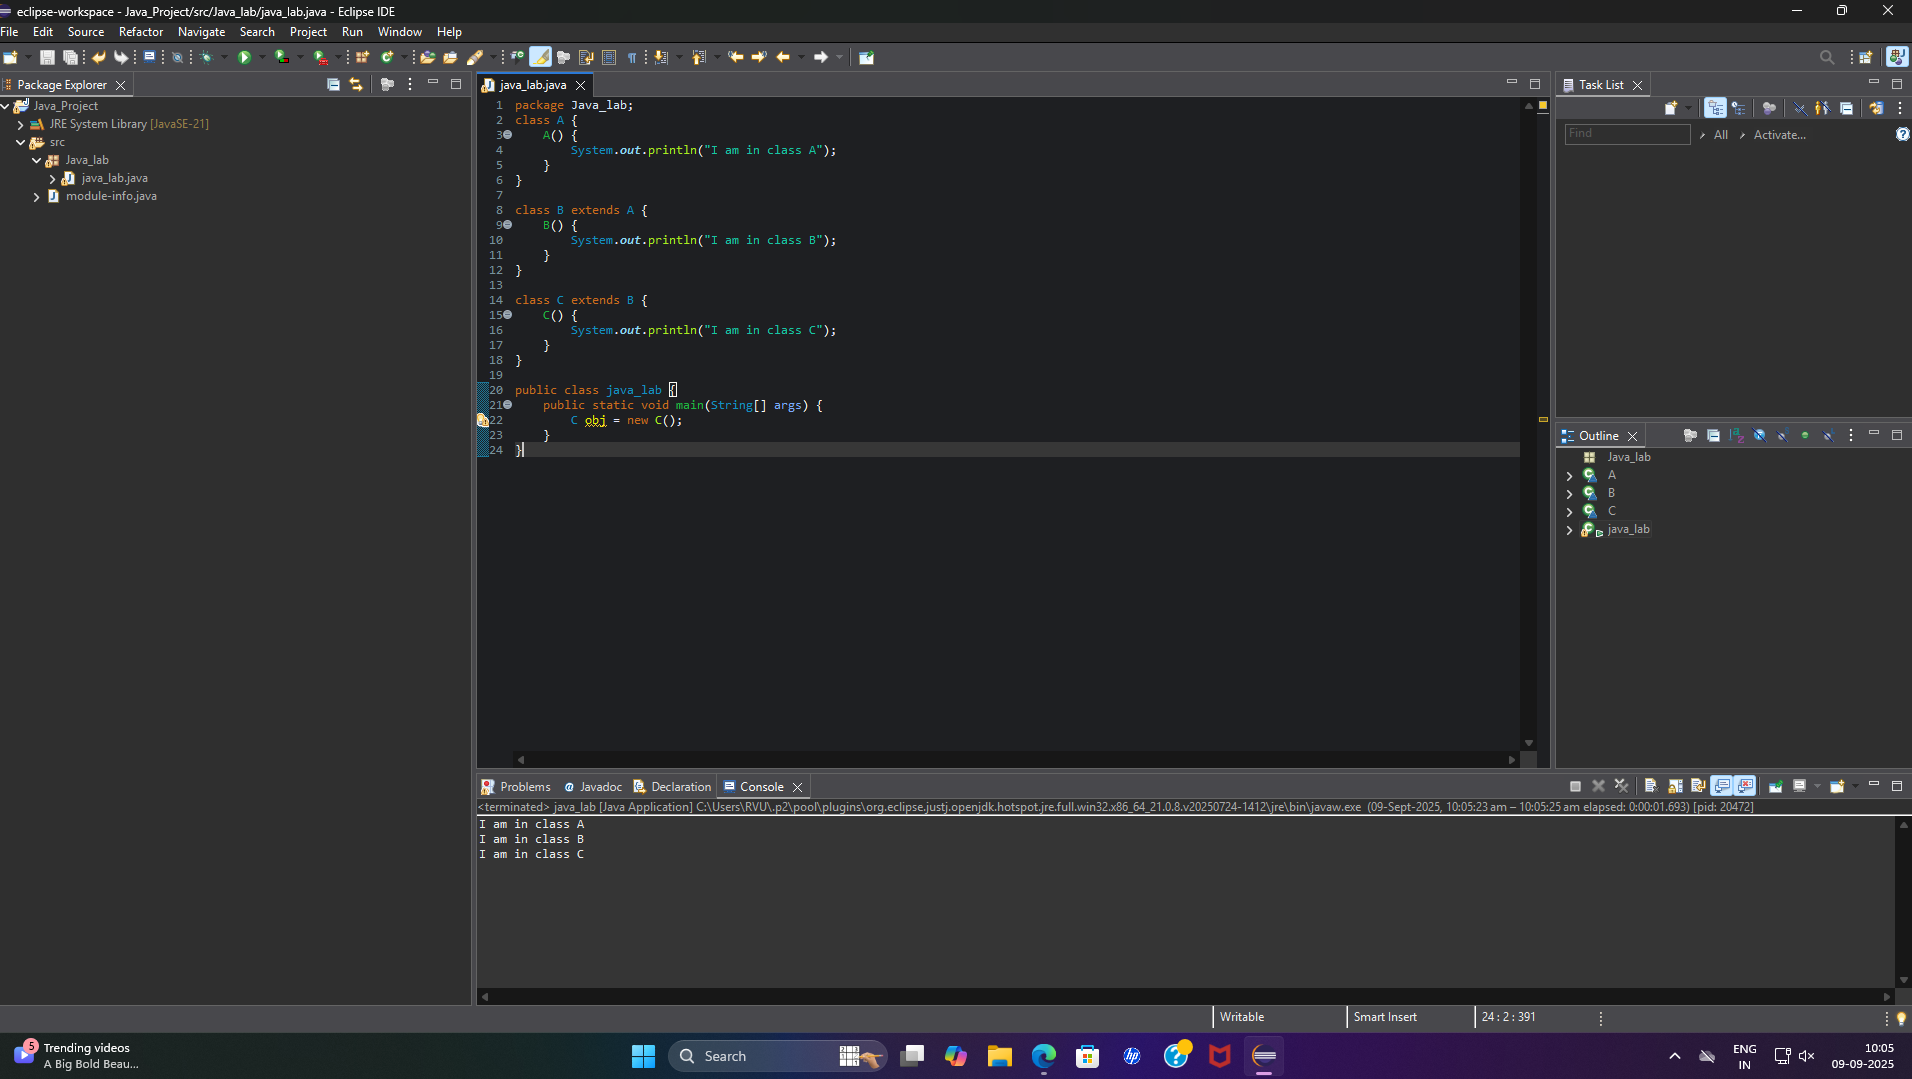 eclipse-workspace - Java_Project/src/Java_lab/java_lab.java - Eclipse IDE
File Edit Source Refactor Navigate Search Project Run Window Help
Package Explorer
Java_Project
JRE System Library [JavaSE-21]
src
Java_lab
java_lab.java
module-info.java
java_lab.java
1 package Java_lab;
2 class A {
3 A() {
4 System.out.println("I am in class A");
5 }
6 }
7
8 class B extends A {
9 B() {
10 System.out.println("I am in class B");
11 }
12 }
13
14 class C extends B {
15 C() {
16 System.out.println("I am in class C");
17 }
18 }
19
20 public class java_lab {
21 public static void main(String[] args) {
22 C obj = new C();
23 }
24 }
Task List
Find All Activate...
Outline
Java_lab
A
B
C
java_lab
Problems Javadoc Declaration Console
<terminated> java_lab [Java Application] C:\Users\RVU\.p2\pool\plugins\org.eclipse.justj.openjdk.hotspot.jre.full.win32.x86_64_21.0.8.v20250724-1412\jre\bin\javaw.exe (09-Sept-2025, 10:05:23 am – 10:05:25 am elapsed: 0:00:01.693) [pid: 20472]
I am in class A
I am in class B
I am in class C
Writable Smart Insert 24 : 2 : 391
5
Trending videos
A Big Bold Beau...
Search
ENG
IN
10:05
09-09-2025